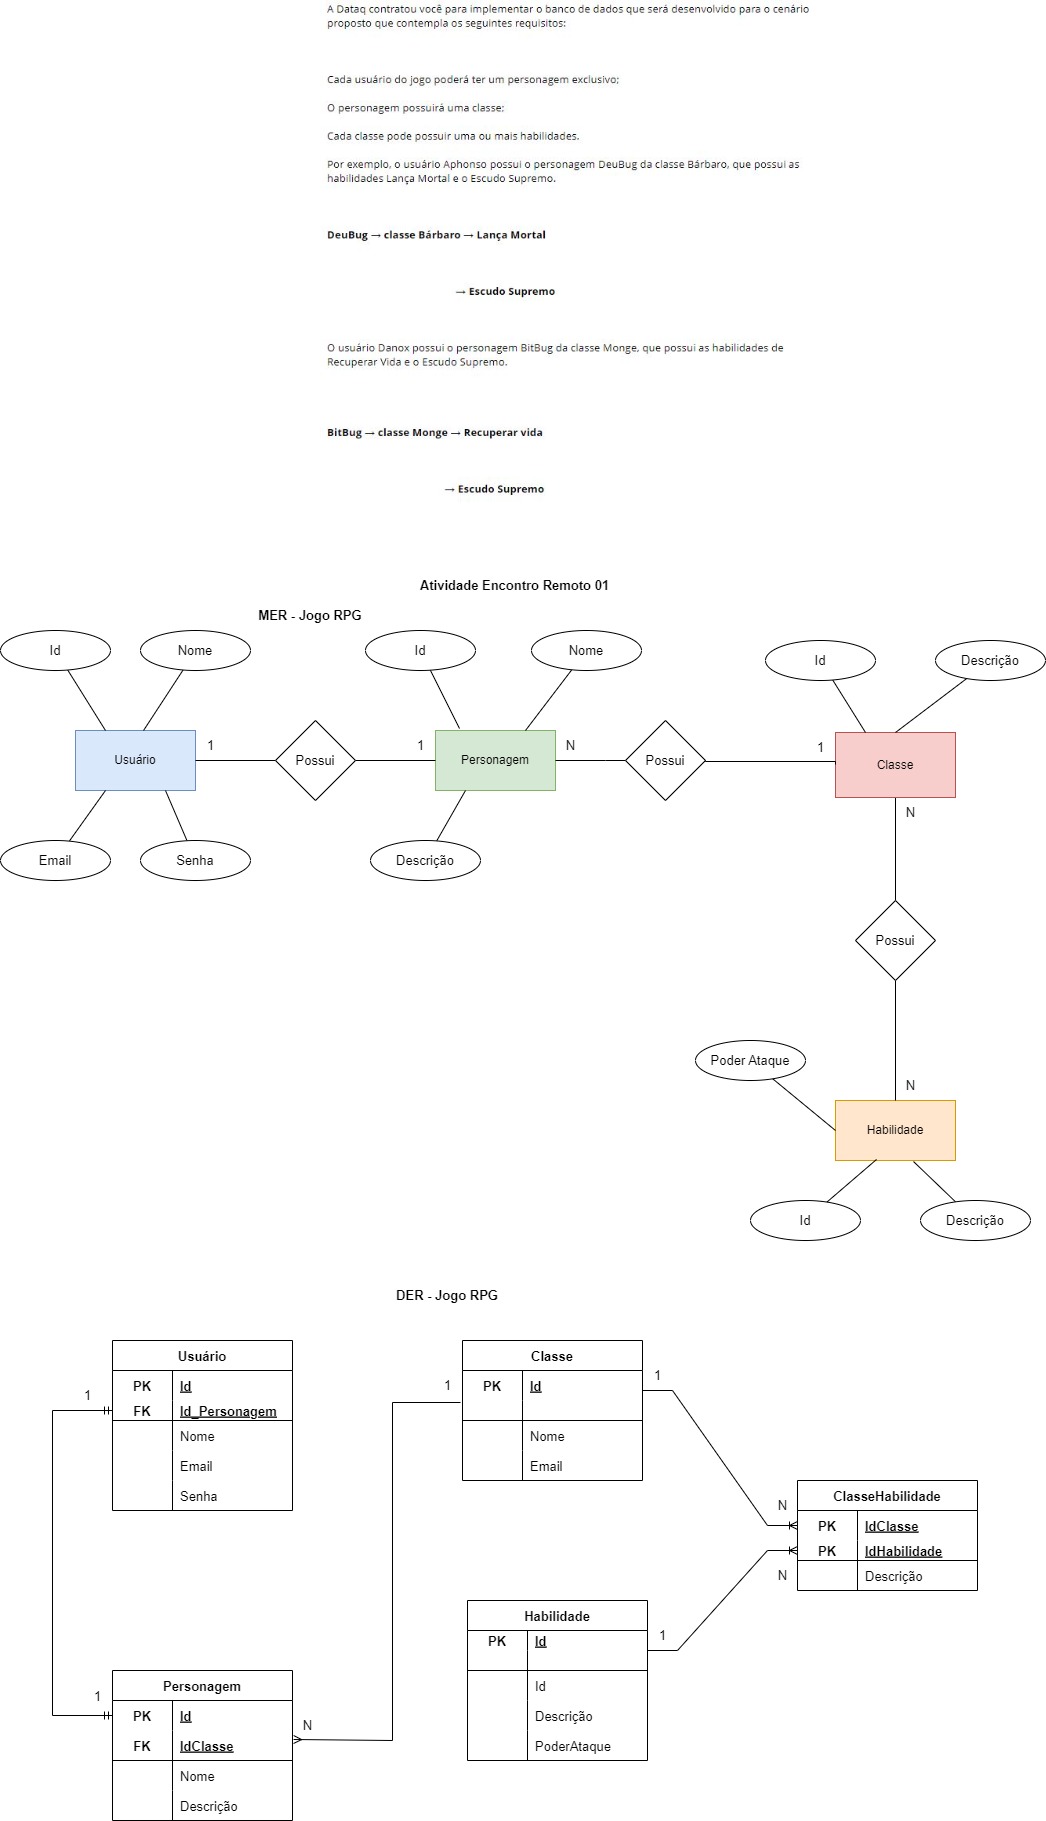 A Dataq contratou você para implementar o banco de dados que será desenvolvido para o cenário
proposto que contempla os seguintes requisitos:
Cada usuário do jogo poderá ter um personagem exclusivo;
O personagem possuirá uma classe;
Cada classe pode possuir uma ou mais habilidades.
Por exemplo, o usuário Aphonso possui o personagem DeuBug da classe Bárbaro, que possui as
habilidades Lança Mortal e o Escudo Supremo.
DeuBug → classe Bárbaro → Lança Mortal
→ Escudo Supremo
O usuário Danox possui o personagem BitBug da classe Monge, que possui as habilidades de
Recuperar Vida e o Escudo Supremo.
BitBug → classe Monge → Recuperar vida
→ Escudo Supremo
Atividade Encontro Remoto 01
MER - Jogo RPG
Id
Nome
Id
Nome
Id
Descrição
Usuário
1
Possui
1
Personagem
N
Possui
1
Classe
N
Email
Senha
Descrição
Possui
N
Poder Ataque
Habilidade
Id
Descrição
DER - Jogo RPG
Usuário
PK Id
FK Id_Personagem
Nome
Email
Senha
1
Classe
PK Id
Nome
Email
1
1
ClasseHabilidade
PK IdClasse
PK IdHabilidade
Descrição
N
N
Habilidade
PK Id
Id
Descrição
PoderAtaque
1
Personagem
PK Id
FK IdClasse
Nome
Descrição
1
N